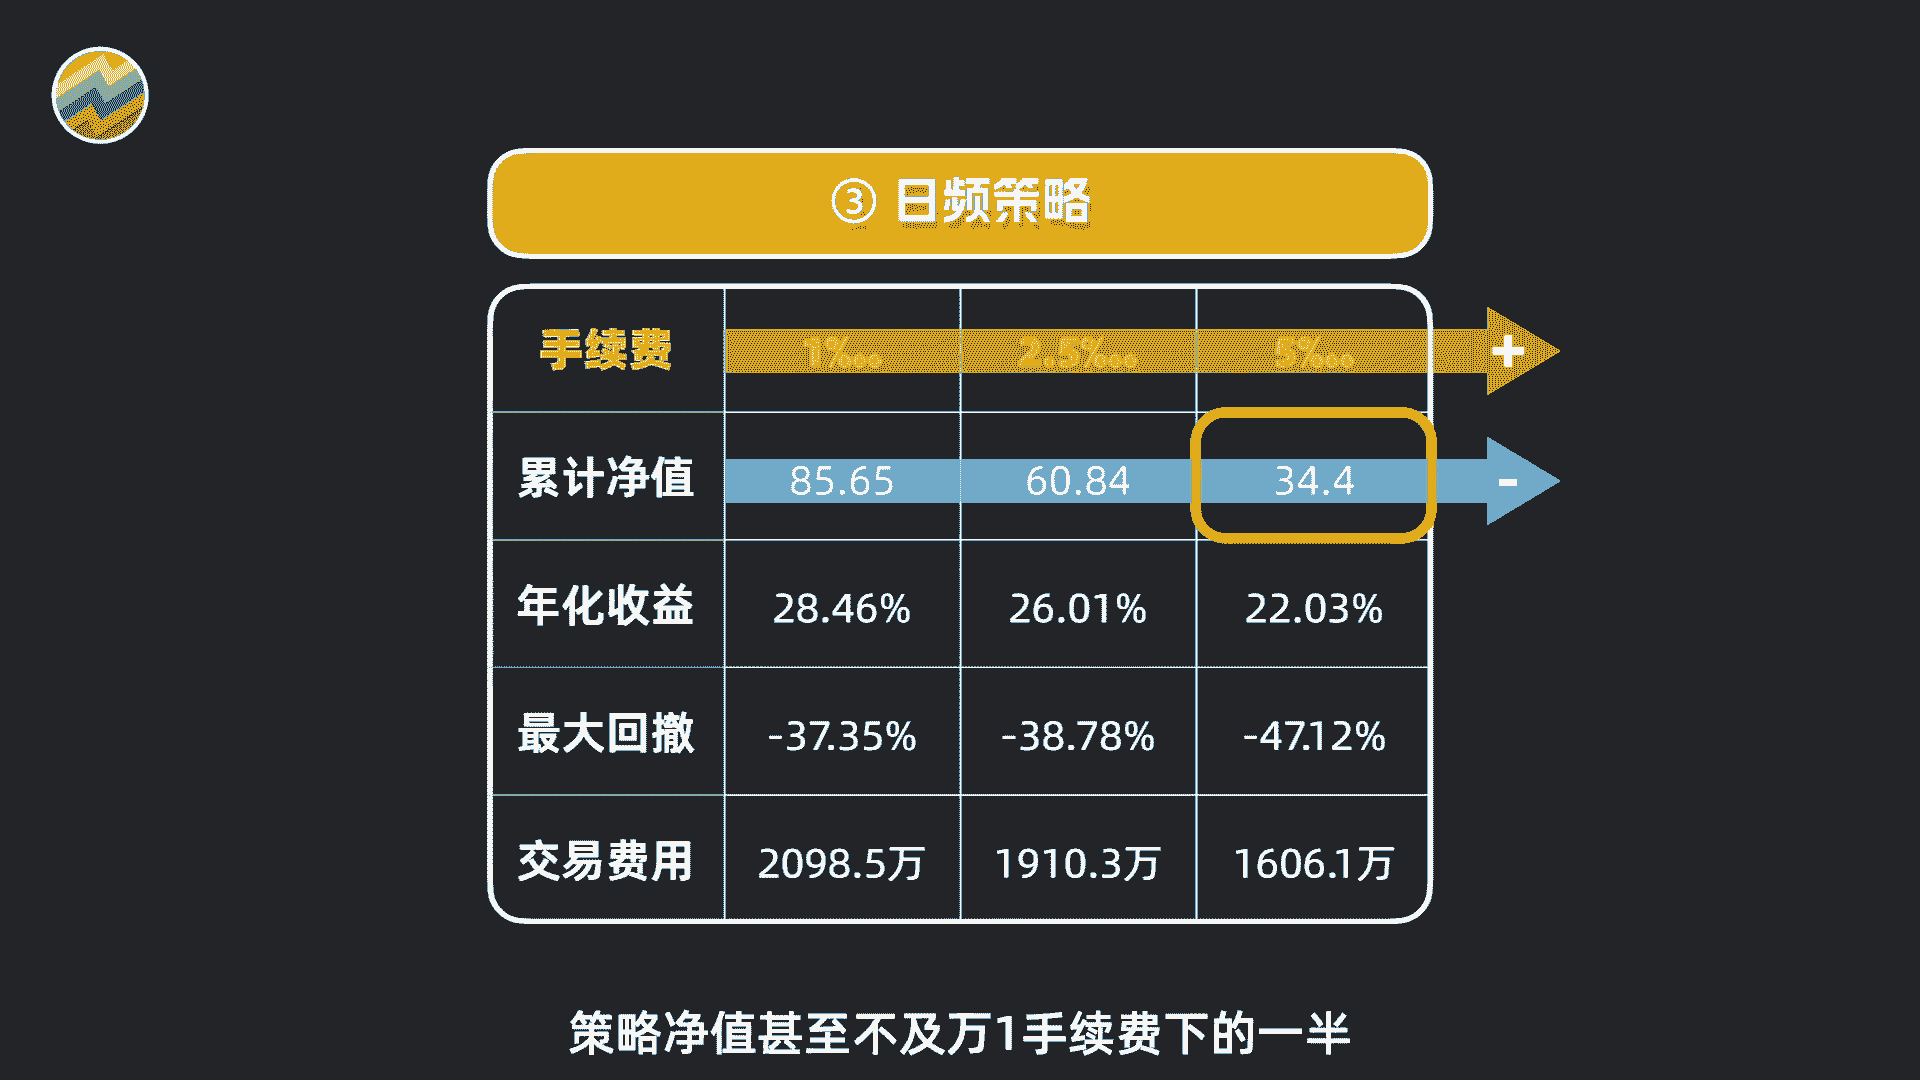 ③ 日频策略
手续费 1‱ 2.5‱ 5‱ +
累计净值 85.65 60.84 34.4 -
年化收益 28.46% 26.01% 22.03%
最大回撤 -37.35% -38.78% -47.12%
交易费用 2098.5万 1910.3万 1606.1万
策略净值甚至不及万1手续费下的一半